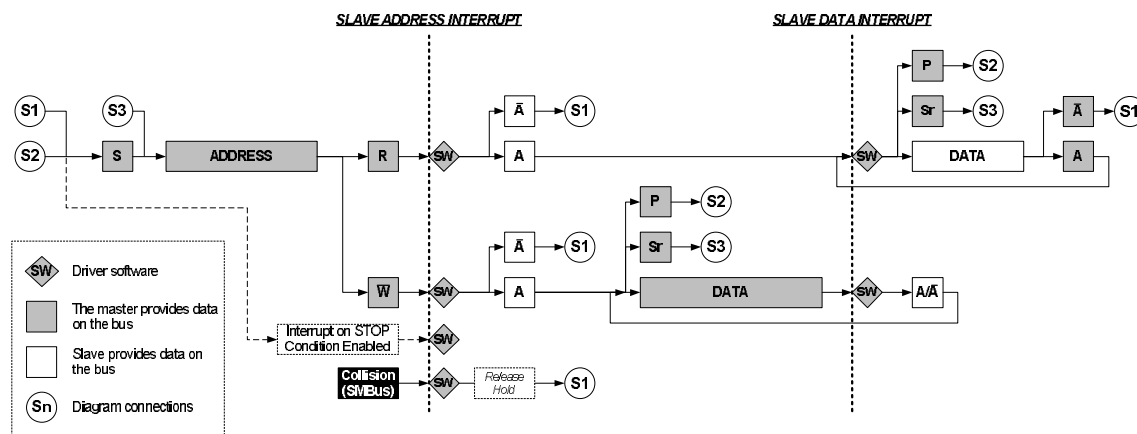 SLAVE ADDRESS INTERRUPT
SLAVE DATA INTERRUPT
P
S2
S1
S3
A̅
S1
Sr
S3
A̅
S1
S2
S
ADDRESS
R
SW
A
SW
DATA
A
P
S2
A̅
S1
Sr
S3
W̅
SW
A
DATA
SW
A/A̅
Interrupt on STOP
Condition Enabled
SW
Collision
(SMBus)
SW
Release
Hold
S1
SW
Driver software
The master provides data
on the bus
Slave provides data on
the bus
Sn
Diagram connections